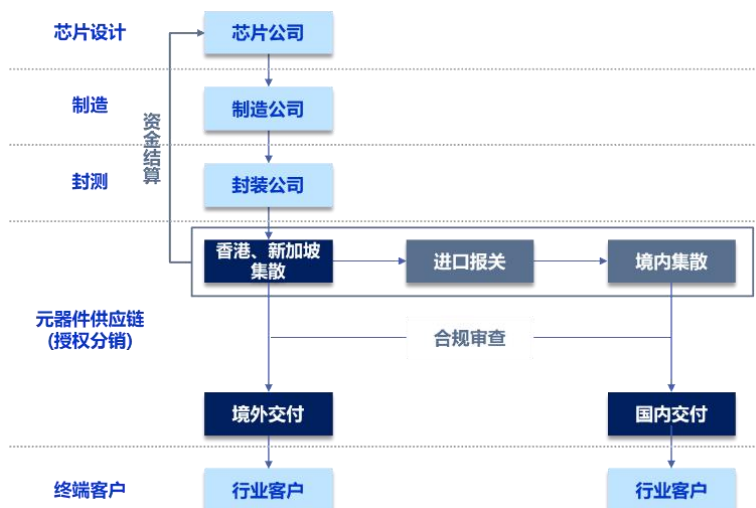 芯片设计
芯片公司
制造
制造公司
资金结算
封测
封装公司
香港、新加坡
集散
进口报关
境内集散
元器件供应链
(授权分销)
合规审查
境外交付
国内交付
终端客户
行业客户
行业客户